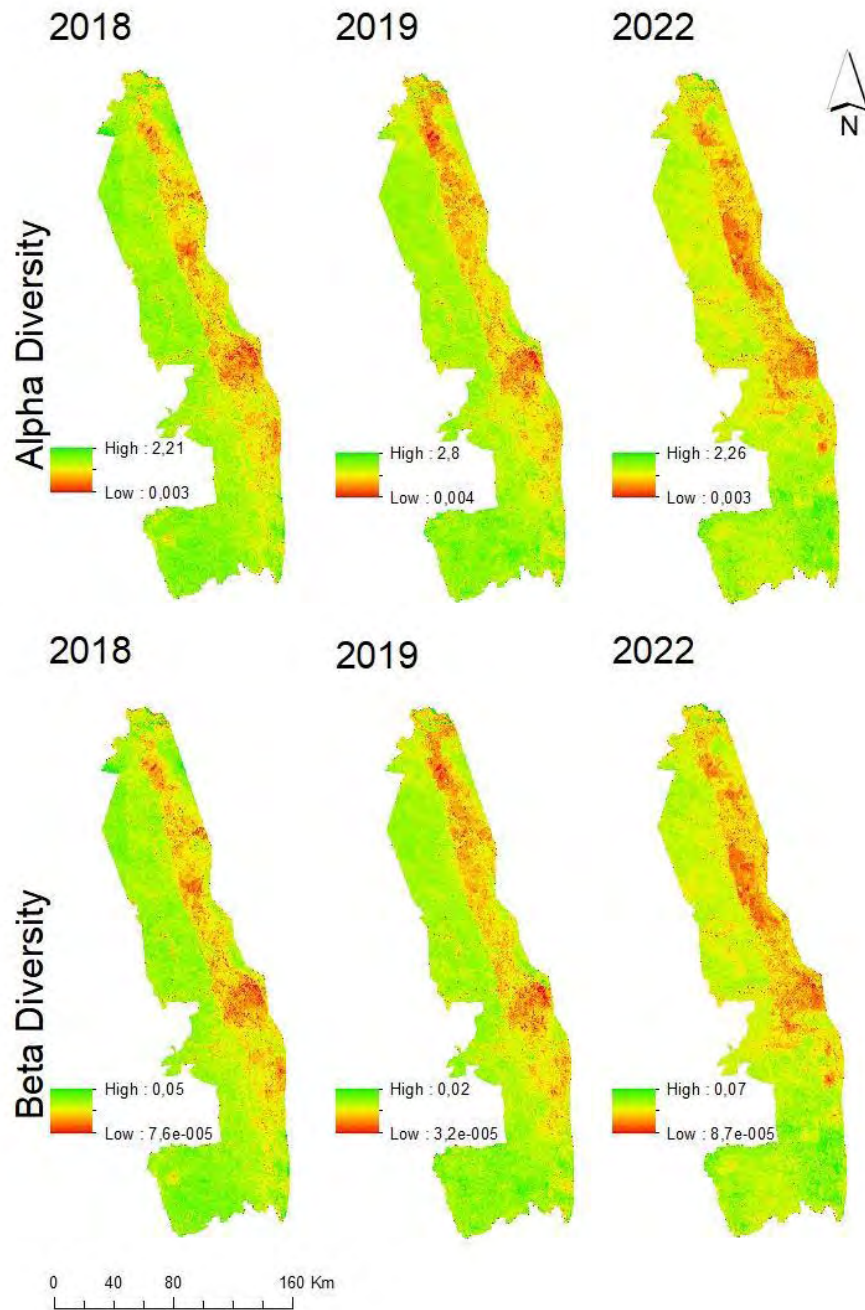 2018 2019 2022
N
Alpha Diversity
High : 2,21
Low : 0,003
High : 2,8
Low : 0,004
High : 2,26
Low : 0,003
2018 2019 2022
Beta Diversity
High : 0,05
Low : 7,6e-005
High : 0,02
Low : 3,2e-005
High : 0,07
Low : 8,7e-005
0 40 80 160 Km